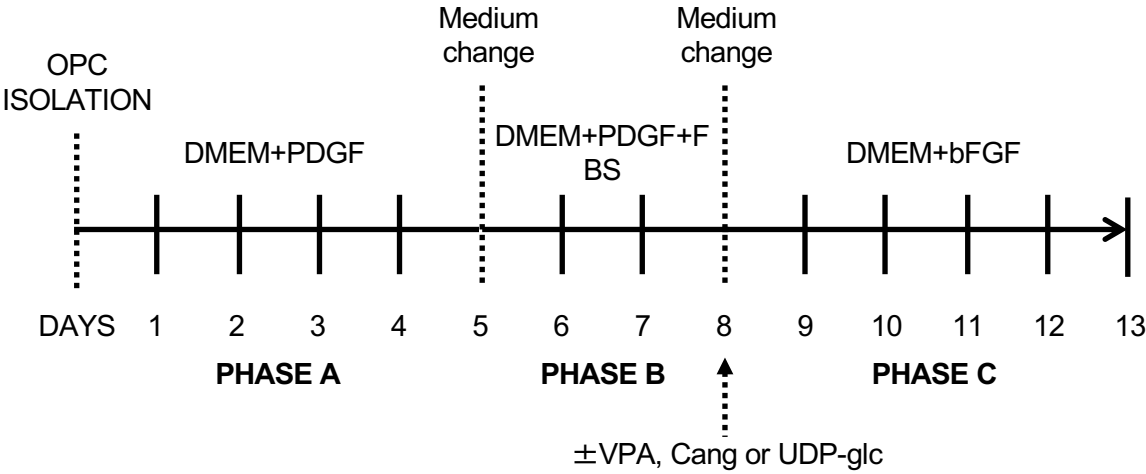 OPC
ISOLATION
Medium
change
Medium
change
DMEM+PDGF
DMEM+PDGF+F
BS
DMEM+bFGF
DAYS 1 2 3 4 5 6 7 8 9 10 11 12 13
PHASE A
PHASE B
PHASE C
±VPA, Cang or UDP-glc